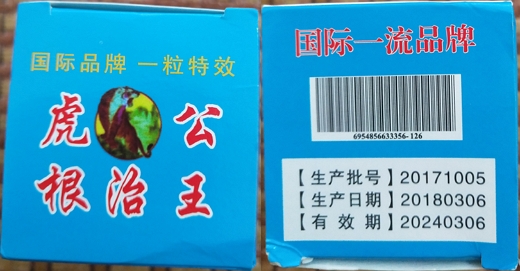 国际品牌 一粒特效
虎公
根治王
国际一流品牌
6954856633356-126
【生产批号】20171005
【生产日期】20180306
【有 效 期】20240306